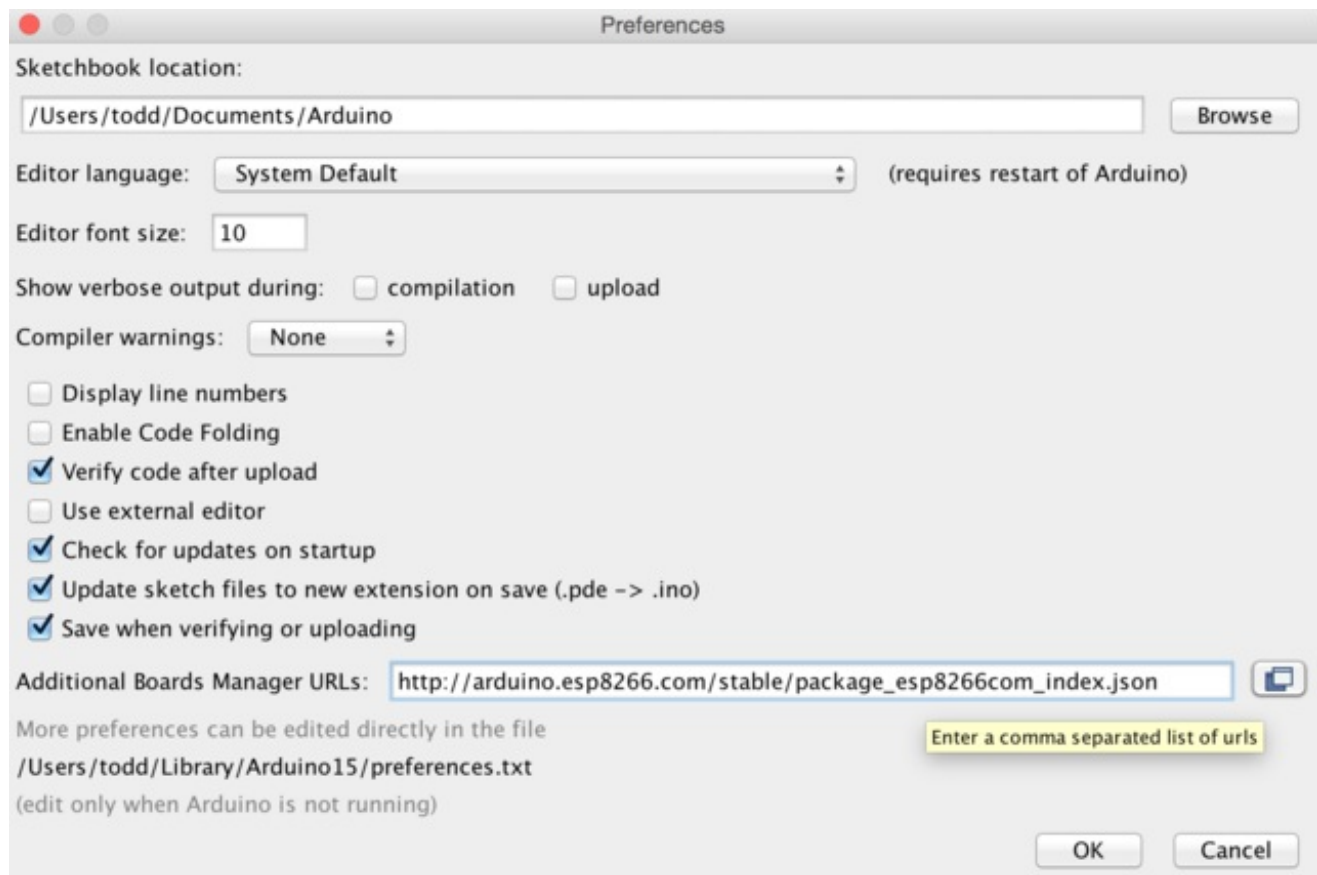 Preferences
Sketchbook location:
/Users/todd/Documents/Arduino Browse
Editor language: System Default (requires restart of Arduino)
Editor font size: 10
Show verbose output during: compilation upload
Compiler warnings: None
Display line numbers
Enable Code Folding
Verify code after upload
Use external editor
Check for updates on startup
Update sketch files to new extension on save (.pde -> .ino)
Save when verifying or uploading
Additional Boards Manager URLs: http://arduino.esp8266.com/stable/package_esp8266com_index.json
More preferences can be edited directly in the file
Enter a comma separated list of urls
/Users/todd/Library/Arduino15/preferences.txt
(edit only when Arduino is not running)
OK Cancel